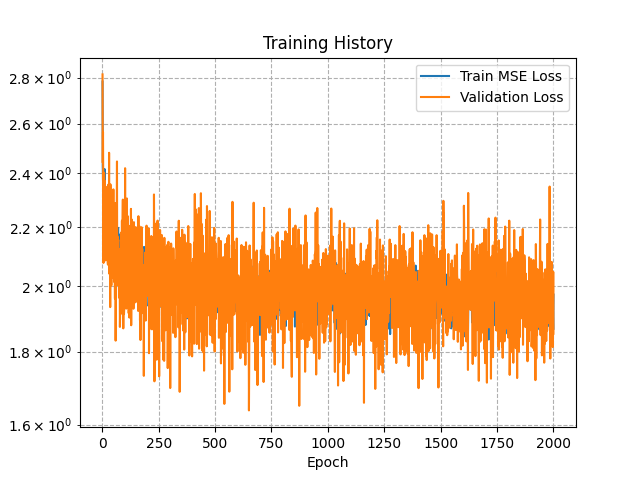 Training History
Train MSE Loss
Validation Loss
2.8 × 10⁰
2.6 × 10⁰
2.4 × 10⁰
2.2 × 10⁰
2 × 10⁰
1.8 × 10⁰
1.6 × 10⁰
0 250 500 750 1000 1250 1500 1750 2000
Epoch